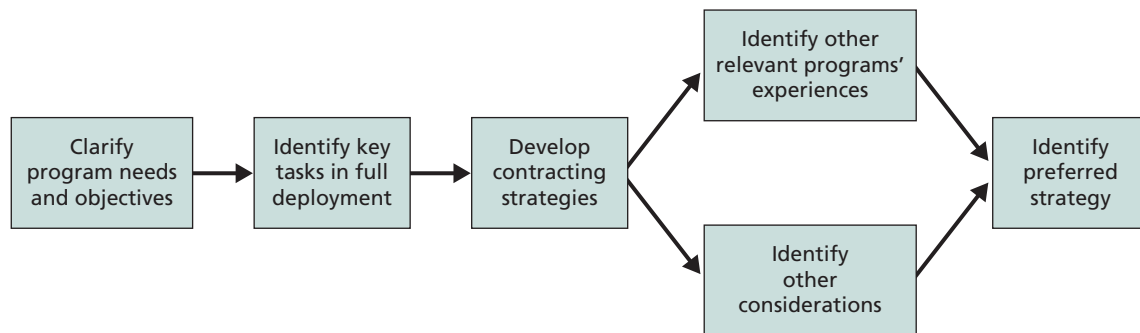 Clarify
program needs
and objectives
Identify key
tasks in full
deployment
Develop
contracting
strategies
Identify other
relevant programs’
experiences
Identify
other
considerations
Identify
preferred
strategy